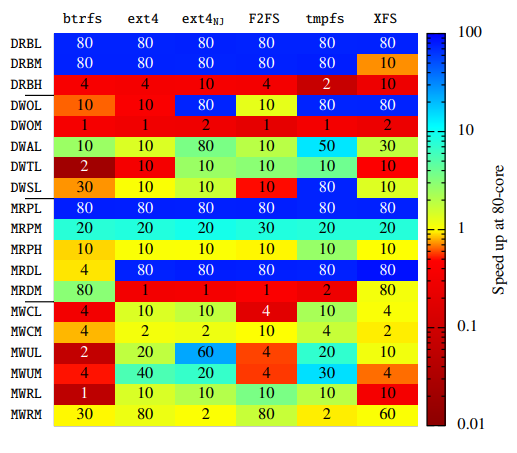 btrfs ext4 ext4NJ F2FS tmpfs XFS
DRBL 80 80 80 80 80 80
DRBM 80 80 80 80 80 10
DRBH 4 4 10 4 2 10
DWOL 10 10 80 10 80 80
DWOM 1 1 2 1 1 2
DWAL 10 10 80 10 50 30
DWTL 2 10 10 10 10 10
DWSL 30 10 10 10 80 10
MRPL 80 80 80 80 80 80
MRPM 20 20 20 30 20 20
MRPH 10 10 10 10 10 10
MRDL 4 80 80 80 80 80
MRDM 80 1 1 1 2 80
MWCL 4 10 10 4 10 4
MWCM 4 2 2 10 4 2
MWUL 2 20 60 4 20 10
MWUM 4 40 20 4 30 4
MWRL 1 10 10 10 10 10
MWRM 30 80 2 80 2 60
100
10
1
0.1
0.01
Speed up at 80-core